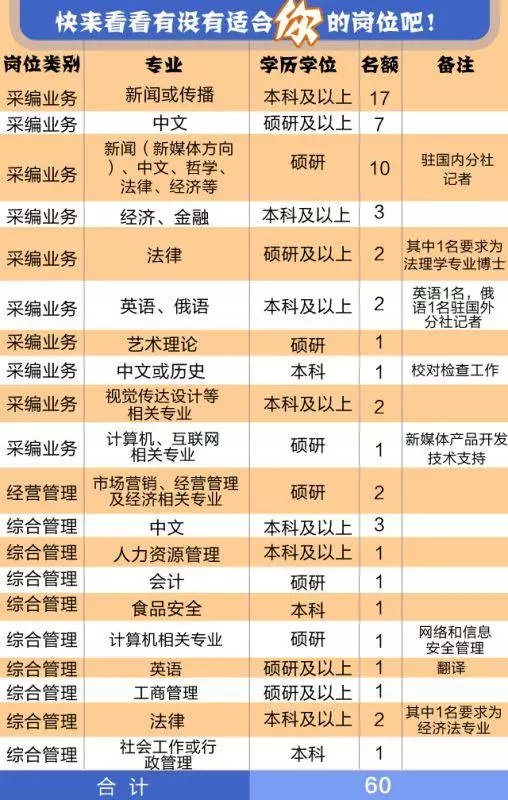 快来看看有没有适合你的岗位吧！
岗位类别 专业 学历学位 名额 备注
采编业务 新闻或传播 本科及以上 17
采编业务 中文 硕研及以上 7
采编业务 新闻（新媒体方向 硕研 10 驻国内分社
）、中文、哲学、 记者
法律、经济等
采编业务 经济、金融 本科及以上 3
采编业务 法律 硕研及以上 2 其中1名要求为
法理学专业博士
采编业务 英语、俄语 本科及以上 2 英语1名，俄
语1名驻国外
分社记者
采编业务 艺术理论 硕研 1
采编业务 中文或历史 本科 1 校对检查工作
采编业务 视觉传达设计等 本科及以上 2
相关专业
采编业务 计算机、互联网 硕研 1 新媒体产品开发
相关专业 技术支持
经营管理 市场营销、经营管理 硕研 2
及经济相关专业
综合管理 中文 本科及以上 3
综合管理 人力资源管理 本科及以上 1
综合管理 会计 硕研 1
综合管理 食品安全 本科 1
综合管理 计算机相关专业 硕研 1 网络和信息
安全管理
综合管理 英语 硕研及以上 1 翻译
综合管理 工商管理 硕研及以上 1
综合管理 法律 本科及以上 2 其中1名要求为
经济法专业
综合管理 社会工作或行 本科 1
政管理
合计 60